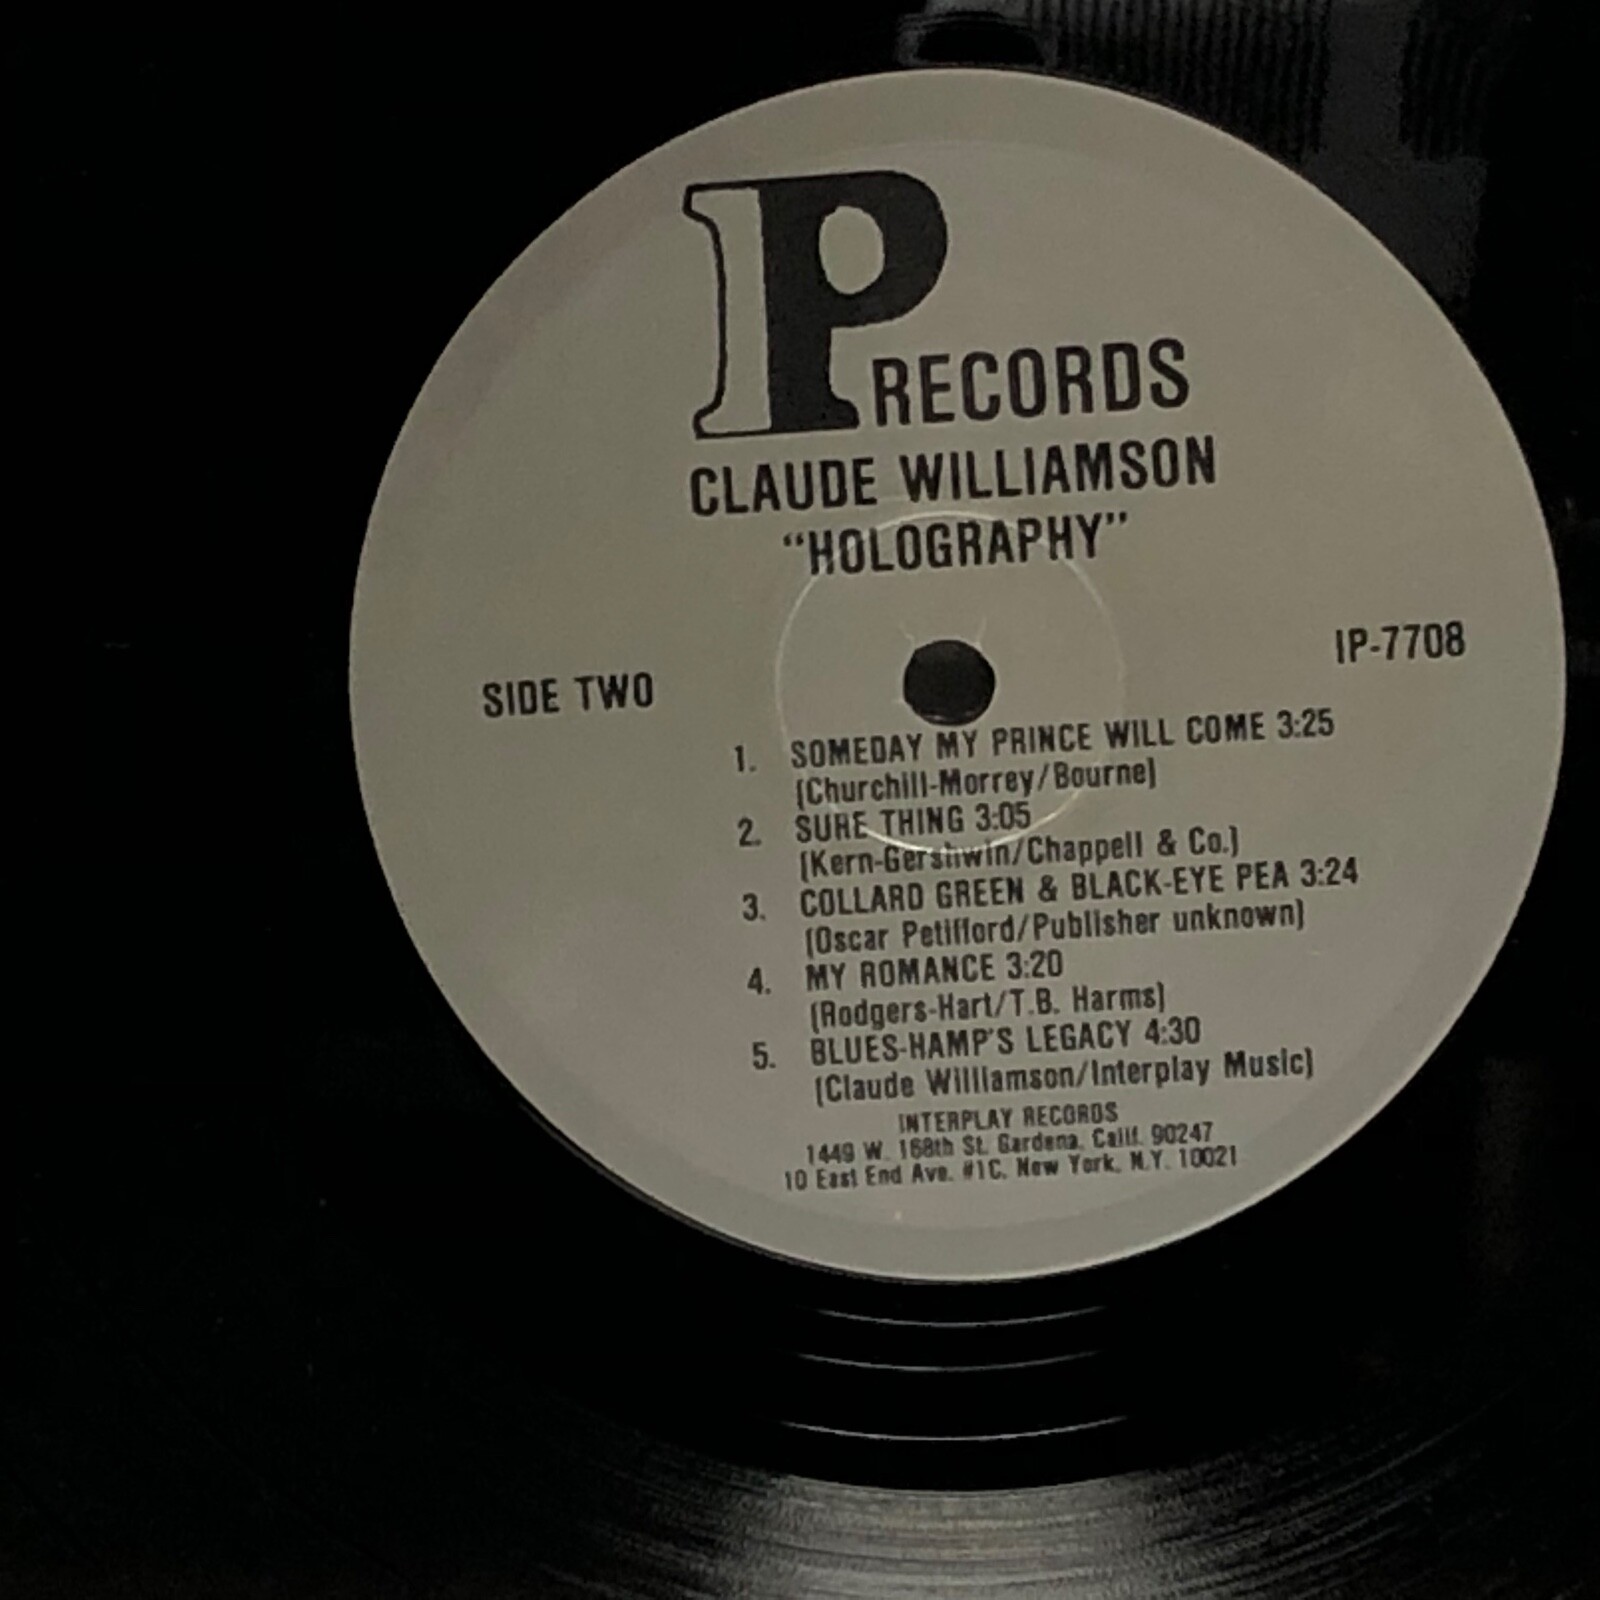 IP RECORDS
CLAUDE WILLIAMSON
“HOLOGRAPHY”
IP-7708
SIDE TWO
1. SOMEDAY MY PRINCE WILL COME 3:25
(Churchill-Morrey/Bourne)
2. SURE THING 3:05
(Kern-Gershwin/Chappell & Co.)
3. COLLARD GREEN & BLACK-EYE PEA 3:24
(Oscar Petifford/Publisher unknown)
4. MY ROMANCE 3:20
(Rodgers-Hart/T.B. Harms)
5. BLUES-HAMP'S LEGACY 4:30
(Claude Williamson/Interplay Music)
INTERPLAY RECORDS
1449 W. 168th St. Gardena, Calif. 90247
10 East End Ave. #1C, New York, N.Y. 10021